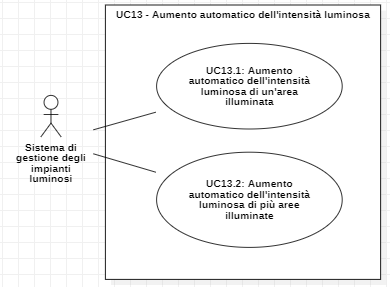 UC13 - Aumento automatico dell'intensità luminosa
UC13.1: Aumento
automatico dell'intensità
luminosa di un'area
illuminata
Sistema di
gestione degli
impianti
luminosi
UC13.2: Aumento
automatico dell'intensità
luminosa di più aree
illuminate